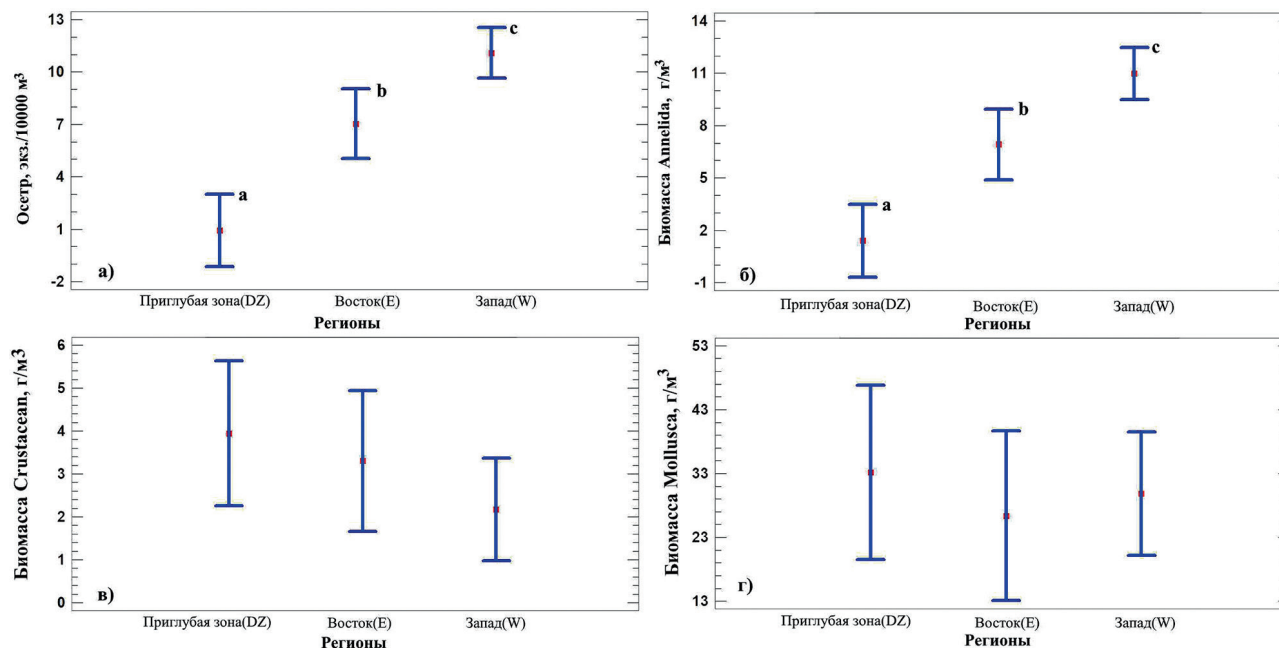 Осетр, экз./10000 м³
13
10
7
4
1
-2
a
b
c
а)
Приглубая зона(DZ) Восток(E) Запад(W)
Регионы
Биомасса Annelida, г/м³
14
11
8
5
2
-1
a
b
c
б)
Приглубая зона(DZ) Восток(E) Запад(W)
Регионы
Биомасса Crustacean, г/м³
6
5
4
3
2
1
0
в)
Приглубая зона(DZ) Восток(E) Запад(W)
Регионы
Биомасса Mollusca, г/м³
53
43
33
23
13
г)
Приглубая зона(DZ) Восток(E) Запад(W)
Регионы